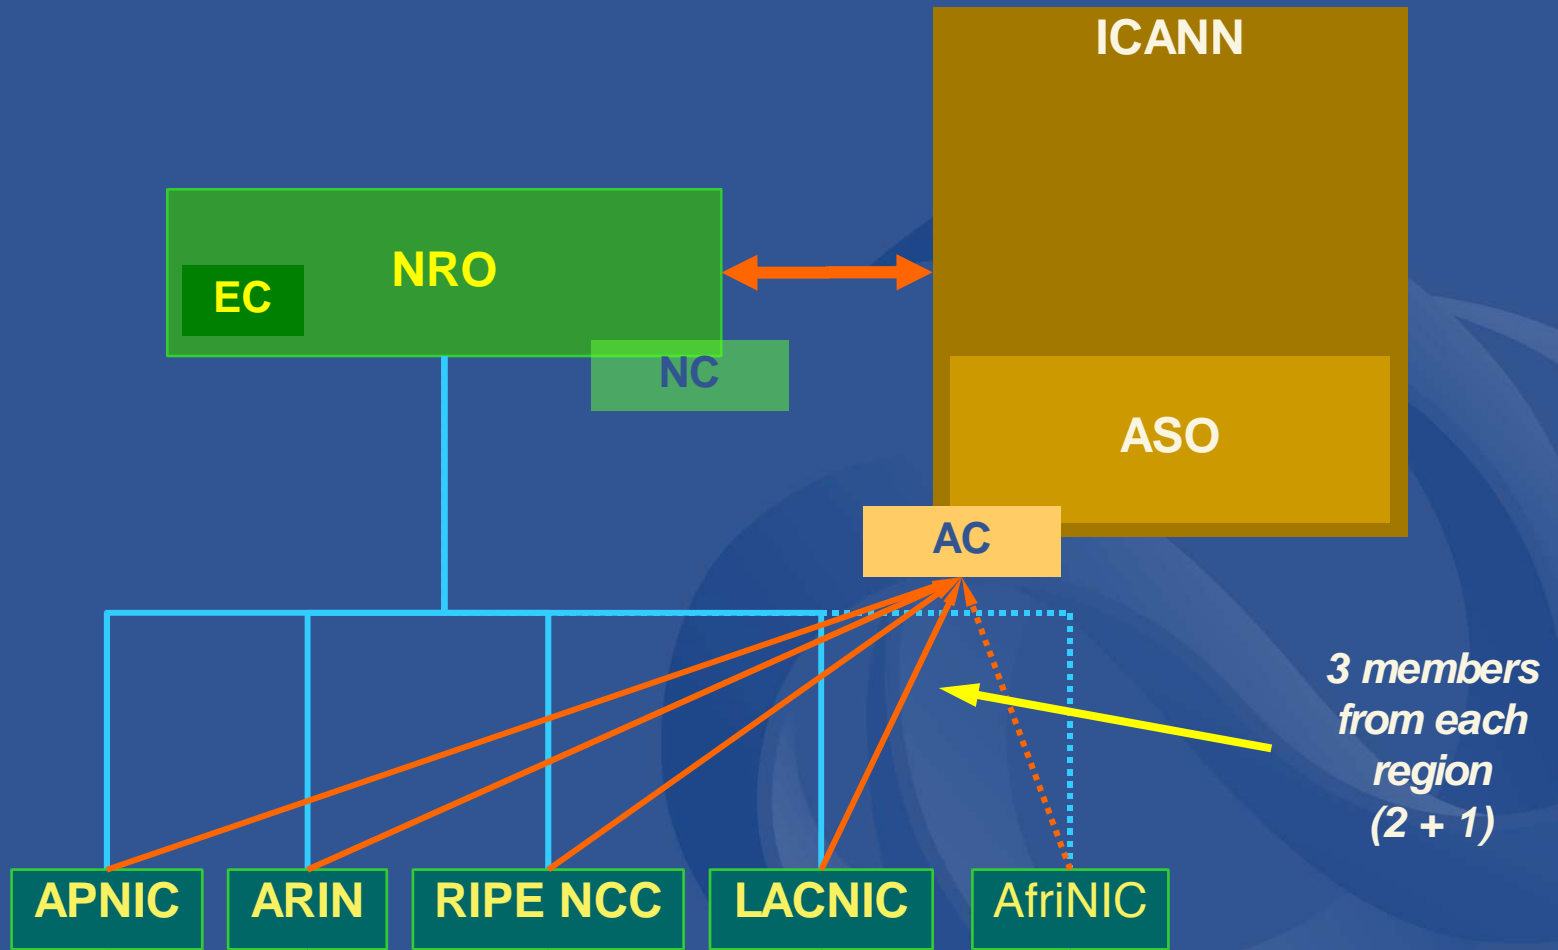 ICANN
NRO
EC
NC
ASO
AC
3 members
from each
region
(2 + 1)
APNIC
ARIN
RIPE NCC
LACNIC
AfriNIC